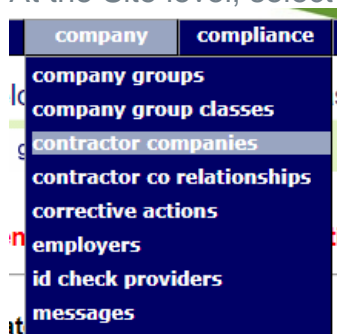 At the Site level, select
company compliance
company groups
company group classes
contractor companies
contractor co relationships
corrective actions
employers
id check providers
messages